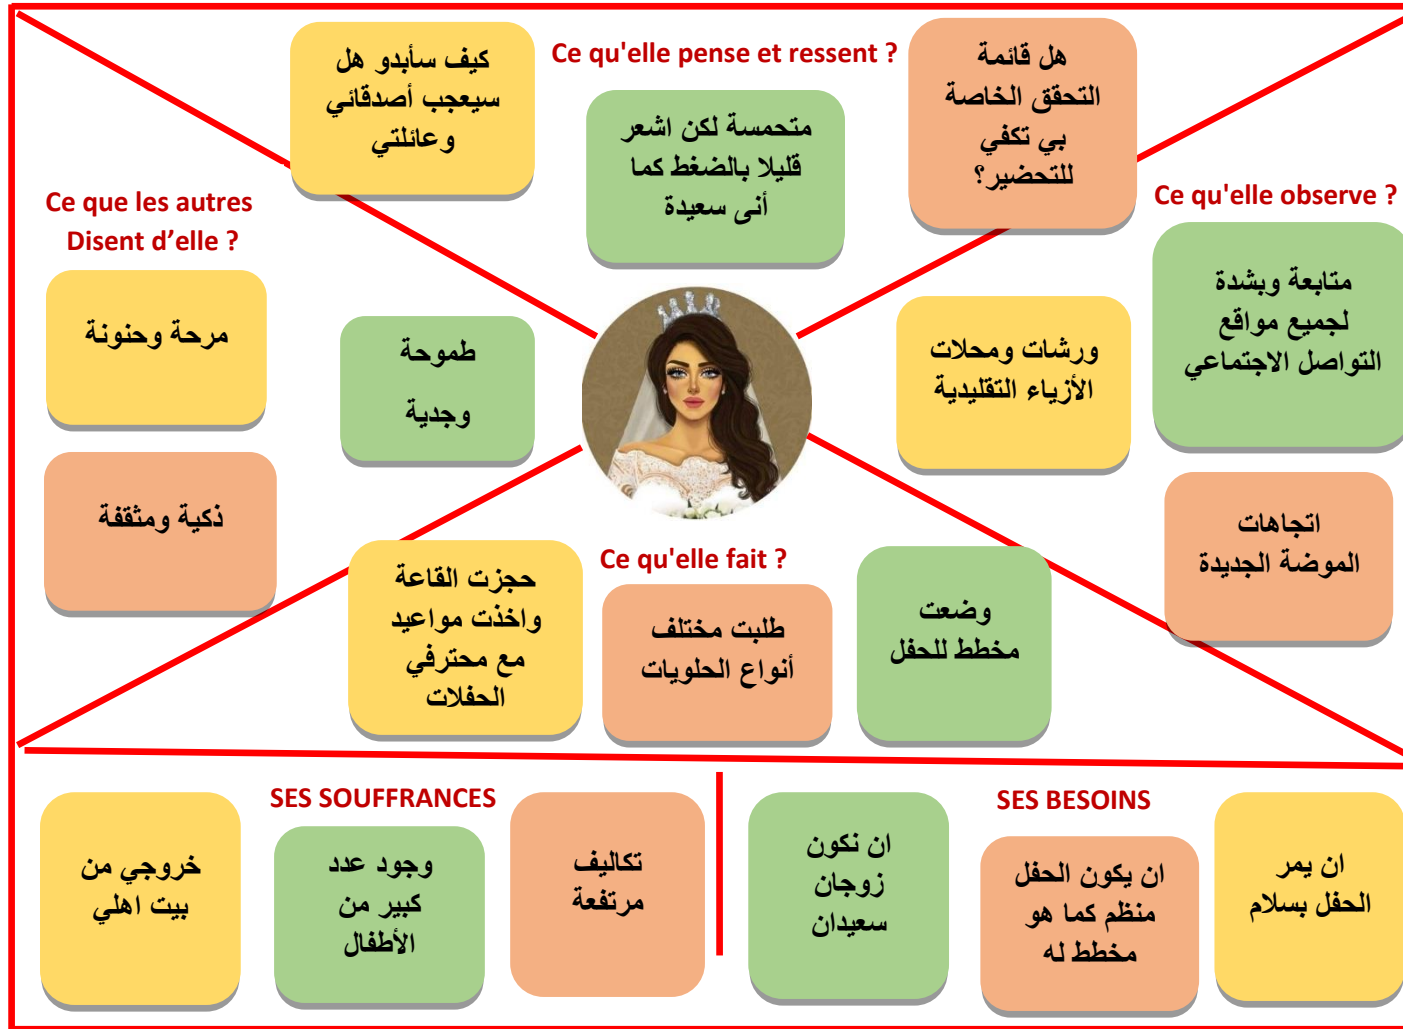 Ce qu'elle pense et ressent ?
كيف سأبدو هل
سيعجب أصدقائي
وعائلتي
متحمسة لكن اشعر
قليلا بالضغط كما
أنى سعيدة
هل قائمة
التحقق الخاصة
بي تكفي
للتحضير؟
Ce que les autres
Disent d’elle ?
مرحة وحنونة
طموحة
وجدية
ذكية ومثقفة
Ce qu'elle observe ?
متابعة وبشدة
لجميع مواقع
التواصل الاجتماعي
ورشات ومحلات
الأزياء التقليدية
اتجاهات
الموضة الجديدة
Ce qu'elle fait ?
حجزت القاعة
واخذت مواعيد
مع محترفي
الحفلات
طلبت مختلف
أنواع الحلويات
وضعت
مخطط للحفل
SES SOUFFRANCES
خروجي من
بيت اهلي
وجود عدد
كبير من
الأطفال
تكاليف
مرتفعة
SES BESOINS
ان نكون
زوجان
سعيدان
ان يكون الحفل
منظم كما هو
مخطط له
ان يمر
الحفل بسلام